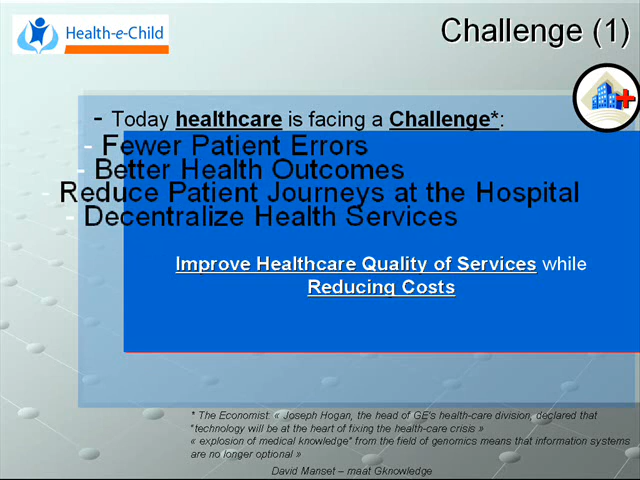 Health-e-Child
Challenge (1)
- Today healthcare is facing a Challenge*:
- Fewer Patient Errors
- Better Health Outcomes
- Reduce Patient Journeys at the Hospital
- Decentralize Health Services
Improve Healthcare Quality of Services while
Reducing Costs
* The Economist: « Joseph Hogan, the head of GE's health-care division, declared that
"technology will be at the heart of fixing the health-care crisis »
« explosion of medical knowledge" from the field of genomics means that information systems
are no longer optional »
David Manset – maat Gknowledge